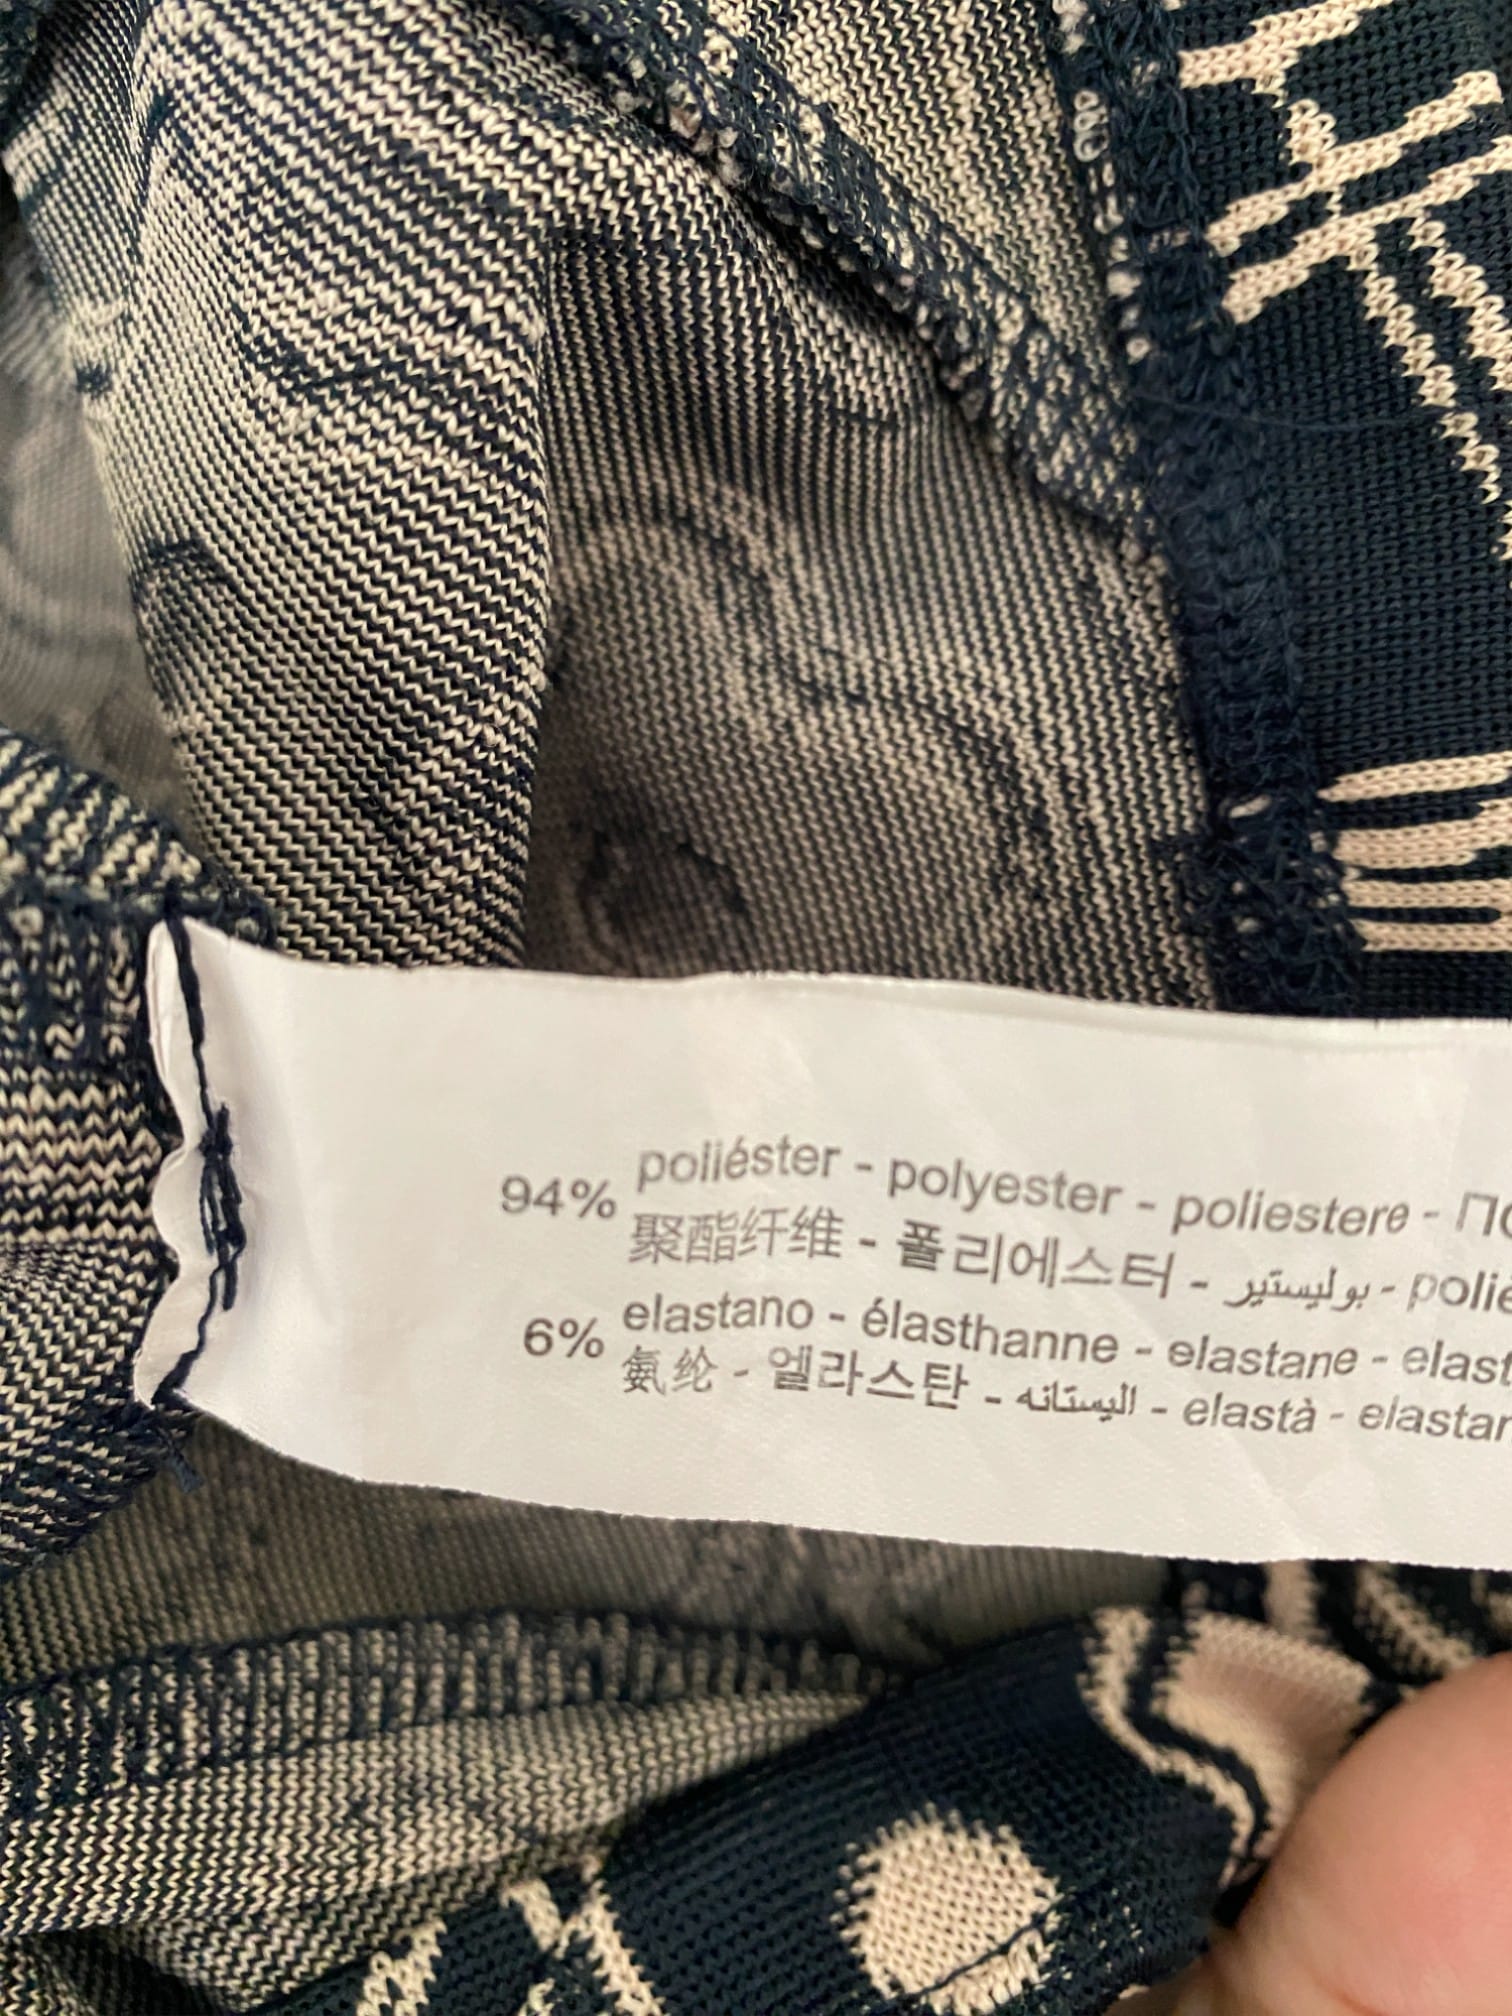 94% poliéster - polyester - poliestere -
聚酯纤维 - 폴리에스터 - بوليستير -
6% elastano - élasthanne - elastane -
氨纶 - 엘라스탄 - اليستانه - elastà -